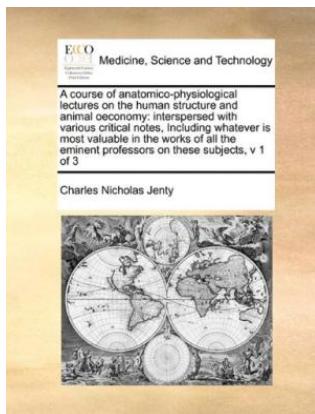 ECCO
Medicine, Science and Technology
A course of anatomico-physiological
lectures on the human structure and
animal oeconomy: interspersed with
various critical notes, Including whatever is
most valuable in the works of all the
eminent professors on these subjects, v 1
of 3
Charles Nicholas Jenty